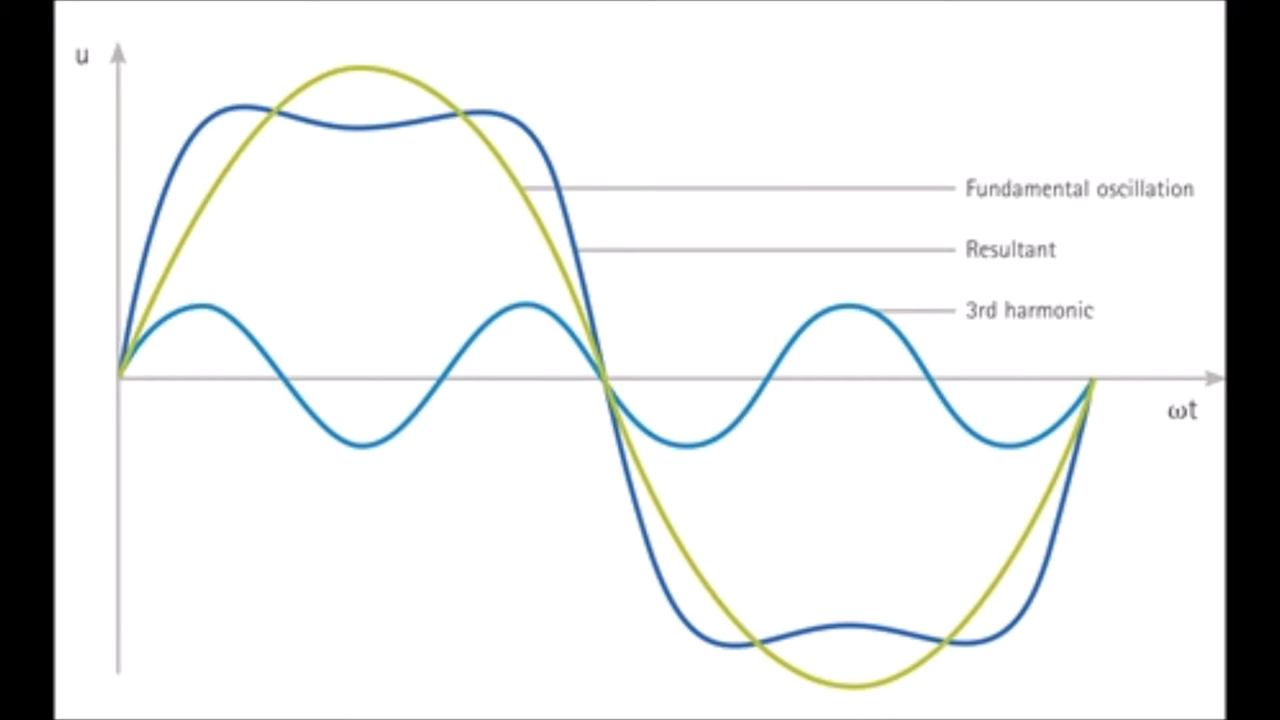 u
Fundamental oscillation
Resultant
3rd harmonic
ωt